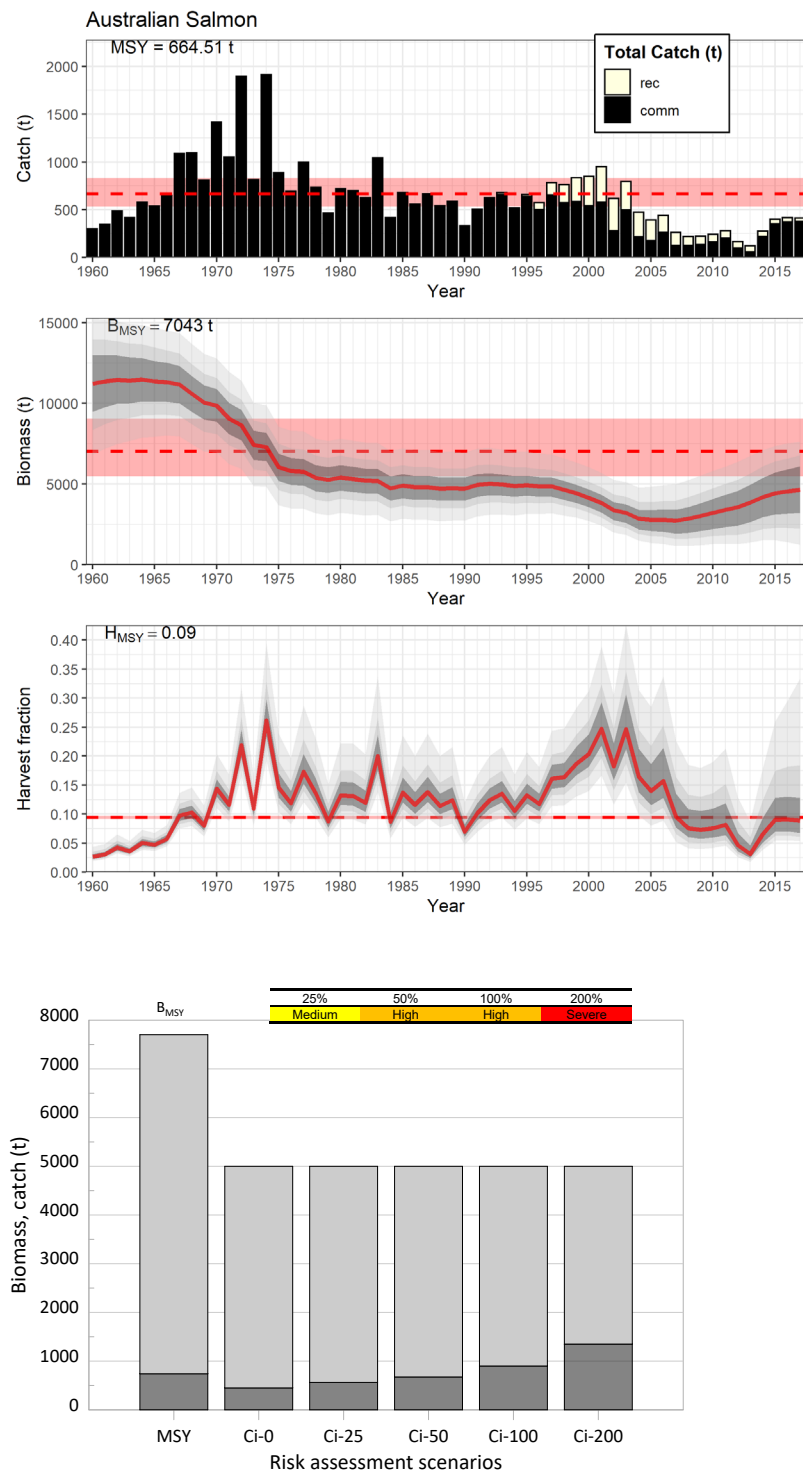 Australian Salmon
MSY = 664.51 t
Total Catch (t)
rec
comm
Catch (t)
2000
1500
1000
500
0
1960 1965 1970 1975 1980 1985 1990 1995 2000 2005 2010 2015
Year
BMSY = 7043 t
Biomass (t)
15000
10000
5000
0
1960 1965 1970 1975 1980 1985 1990 1995 2000 2005 2010 2015
Year
HMSY = 0.09
Harvest fraction
0.40
0.35
0.30
0.25
0.20
0.15
0.10
0.05
0.00
1960 1965 1970 1975 1980 1985 1990 1995 2000 2005 2010 2015
Year
BMSY
25% 50% 100% 200%
Medium High High Severe
Biomass, catch (t)
8000
7000
6000
5000
4000
3000
2000
1000
0
MSY Ci-0 Ci-25 Ci-50 Ci-100 Ci-200
Risk assessment scenarios